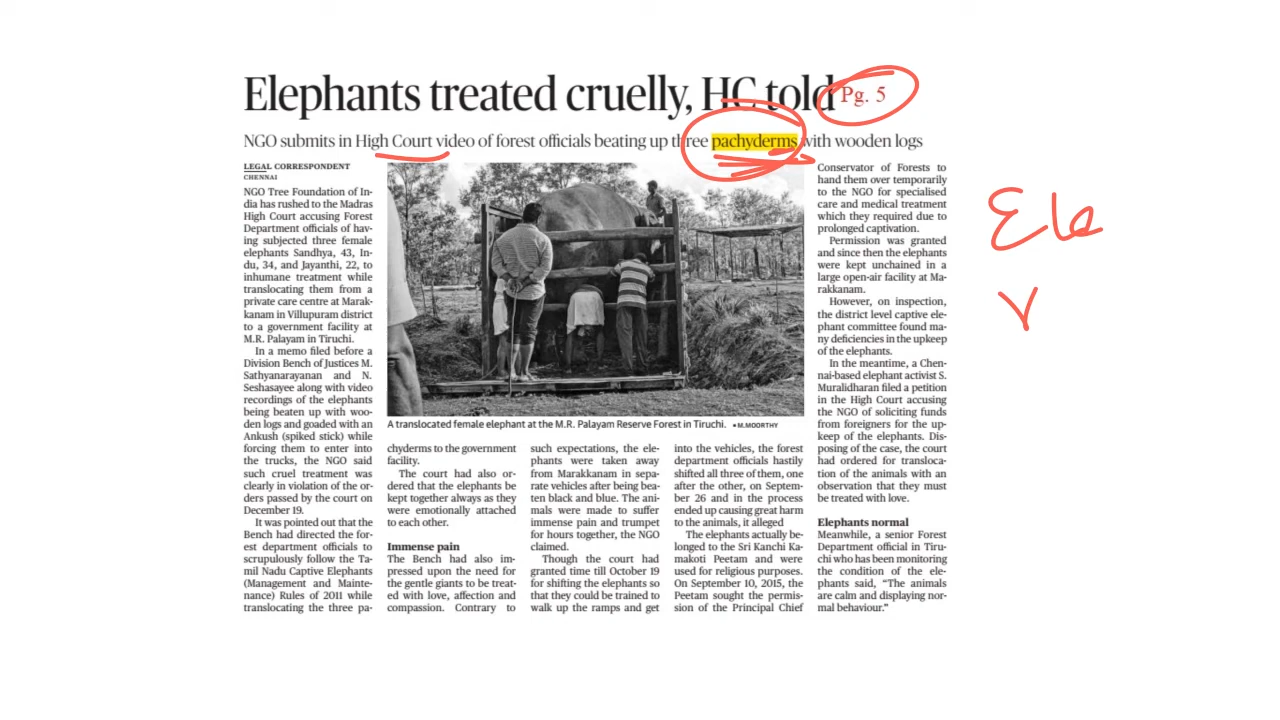 Elephants treated cruelly, HC told
Pg. 5
NGO submits in High Court video of forest officials beating up three pachyderms with wooden logs
LEGAL CORRESPONDENT
CHENNAI
NGO Tree Foundation of In-
dia has rushed to the Madras
High Court accusing Forest
Department officials of hav-
ing subjected three female
elephants Sandhya, 43, In-
du, 34, and Jayanthi, 22, to
inhumane treatment while
translocating them from a
private care centre at Marak-
kanam in Villupuram district
to a government facility at
M.R. Palayam in Tiruchi.
In a memo filed before a
Division Bench of Justices M.
Sathyanarayanan and N.
Seshasayee along with video
recordings of the elephants
being beaten up with woo-
den logs and goaded with an
Ankush (spiked stick) while
forcing them to enter into
the trucks, the NGO said
such cruel treatment was
clearly in violation of the or-
ders passed by the court on
December 19.
It was pointed out that the
Bench had directed the for-
est department officials to
scrupulously follow the Ta-
mil Nadu Captive Elephants
(Management and Mainte-
nance) Rules of 2011 while
translocating the three pa-
A translocated female elephant at the M.R. Palayam Reserve Forest in Tiruchi. • M.MOORTHY
chyderms to the government
facility.
The court had also or-
dered that the elephants be
kept together always as they
were emotionally attached
to each other.
Immense pain
The Bench had also im-
pressed upon the need for
the gentle giants to be treat-
ed with love, affection and
compassion. Contrary to
such expectations, the ele-
phants were taken away
from Marakkanam in sepa-
rate vehicles after being bea-
ten black and blue. The ani-
mals were made to suffer
immense pain and trumpet
for hours together, the NGO
claimed.
Though the court had
granted time till October 19
for shifting the elephants so
that they could be trained to
walk up the ramps and get
into the vehicles, the forest
department officials hastily
shifted all three of them, one
after the other, on Septem-
ber 26 and in the process
ended up causing great harm
to the animals, it alleged
The elephants actually be-
longed to the Sri Kanchi Ka-
makoti Peetam and were
used for religious purposes.
On September 10, 2015, the
Peetam sought the permis-
sion of the Principal Chief
Conservator of Forests to
hand them over temporarily
to the NGO for specialised
care and medical treatment
which they required due to
prolonged captivation.
Permission was granted
and since then the elephants
were kept unchained in a
large open-air facility at Ma-
rakkanam.
However, on inspection,
the district level captive ele-
phant committee found ma-
ny deficiencies in the upkeep
of the elephants.
In the meantime, a Chen-
nai-based elephant activist S.
Muralidharan filed a petition
in the High Court accusing
the NGO of soliciting funds
from foreigners for the up-
keep of the elephants. Dis-
posing of the case, the court
had ordered for transloca-
tion of the animals with an
observation that they must
be treated with love.
Elephants normal
Meanwhile, a senior Forest
Department official in Tiru-
chi who has been monitoring
the condition of the ele-
phants said, “The animals
are calm and displaying nor-
mal behaviour.”
Ele